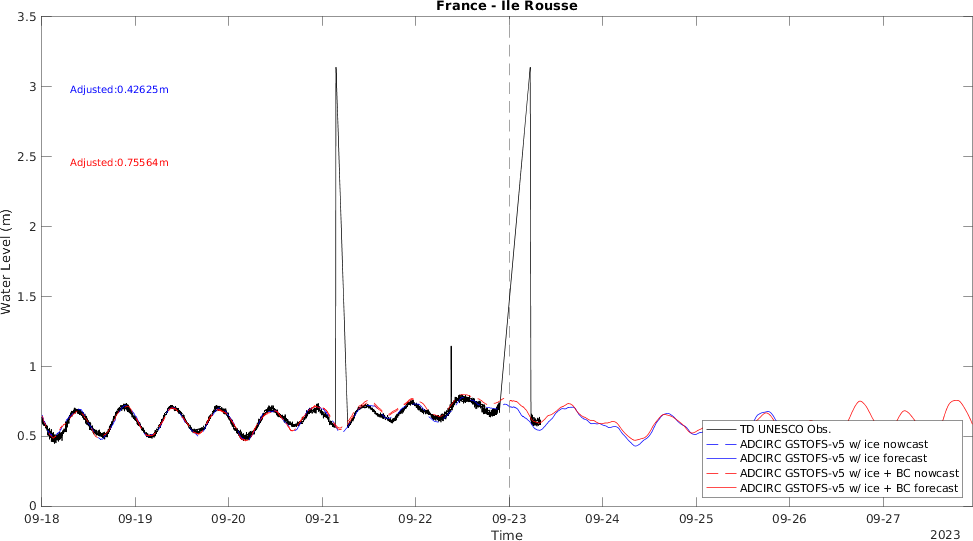 France - Ile Rousse
3.5
3
2.5
2
1.5
1
0.5
0
Water Level (m)
Adjusted:0.42625m
Adjusted:0.75564m
TD UNESCO Obs.
ADCIRC GSTOFS-v5 w/ ice nowcast
ADCIRC GSTOFS-v5 w/ ice forecast
ADCIRC GSTOFS-v5 w/ ice + BC nowcast
ADCIRC GSTOFS-v5 w/ ice + BC forecast
09-18 09-19 09-20 09-21 09-22 09-23 09-24 09-25 09-26 09-27
Time
2023